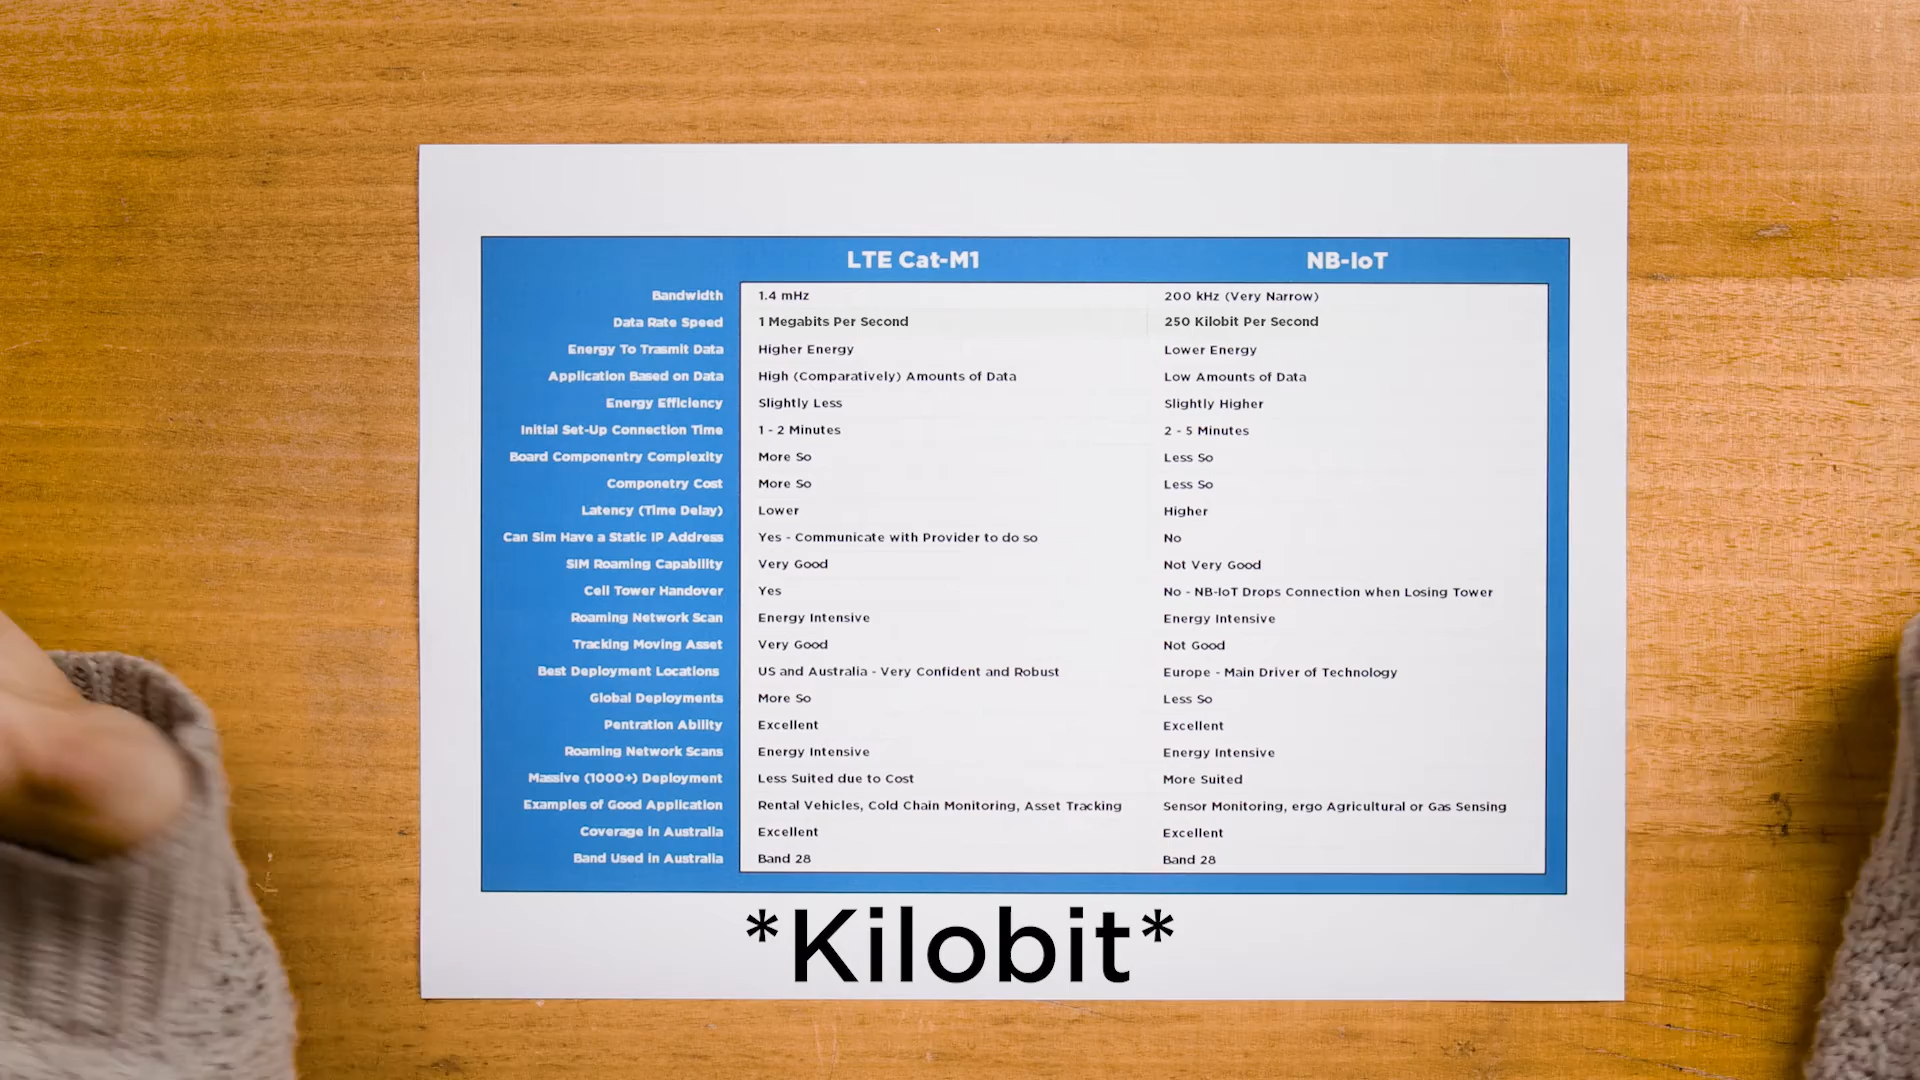 LTE Cat-M1 NB-IoT
Bandwidth 1.4 mHz 200 kHz (Very Narrow)
Data Rate Speed 1 Megabits Per Second 250 Kilobit Per Second
Energy To Trasmit Data Higher Energy Lower Energy
Application Based on Data High (Comparatively) Amounts of Data Low Amounts of Data
Energy Efficiency Slightly Less Slightly Higher
Initial Set-Up Connection Time 1 - 2 Minutes 2 - 5 Minutes
Board Componentry Complexity More So Less So
Componetry Cost More So Less So
Latency (Time Delay) Lower Higher
Can Sim Have a Static IP Address Yes - Communicate with Provider to do so No
SIM Roaming Capability Very Good Not Very Good
Cell Tower Handover Yes No - NB-IoT Drops Connection when Losing Tower
Roaming Network Scan Energy Intensive Energy Intensive
Tracking Moving Asset Very Good Not Good
Best Deployment Locations US and Australia - Very Confident and Robust Europe - Main Driver of Technology
Global Deployments More So Less So
Pentration Ability Excellent Excellent
Roaming Network Scans Energy Intensive Energy Intensive
Massive (1000+) Deployment Less Suited due to Cost More Suited
Examples of Good Application Rental Vehicles, Cold Chain Monitoring, Asset Tracking Sensor Monitoring, ergo Agricultural or Gas Sensing
Coverage in Australia Excellent Excellent
Band Used in Australia Band 28 Band 28
*Kilobit*